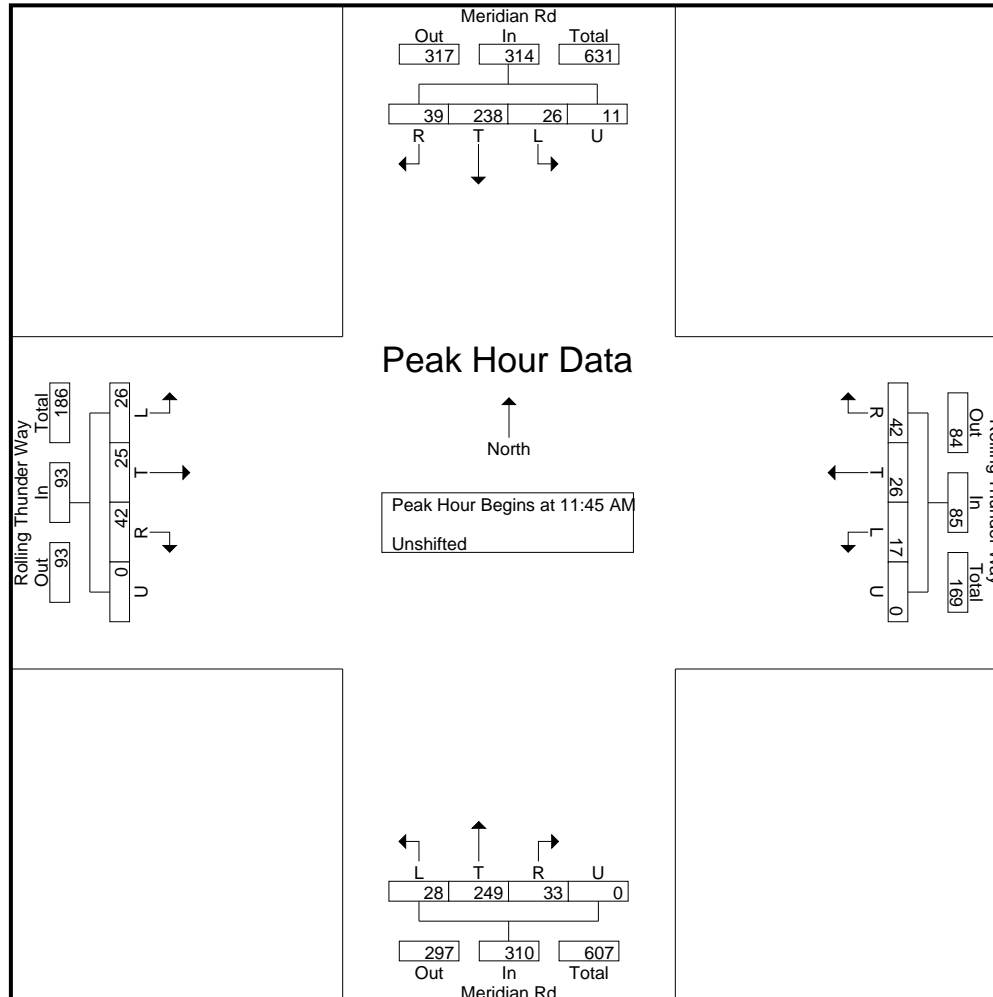 Meridian Rd
Out In Total
317 314 631
39 238 26 11
R T L U
Peak Hour Data
North
Peak Hour Begins at 11:45 AM
Unshifted
Rolling Thunder Way
Total In Out
186 93 93
26 25 42 0
L T R U
R T L U
42 26 17 0
84 85 169
Out In Total
Rolling Thunder Way
L T R U
28 249 33 0
297 310 607
Out In Total
Meridian Rd